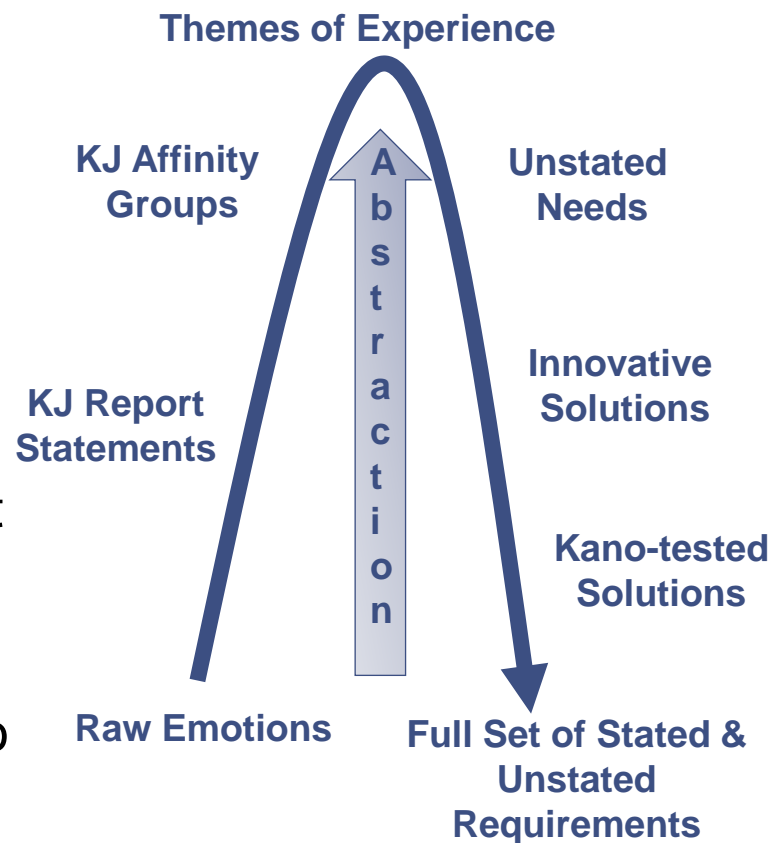 Themes of Experience
KJ Affinity
Groups
Abstraction
Unstated
Needs
KJ Report
Statements
Innovative
Solutions
Kano-tested
Solutions
Raw Emotions
Full Set of Stated &
Unstated
Requirements